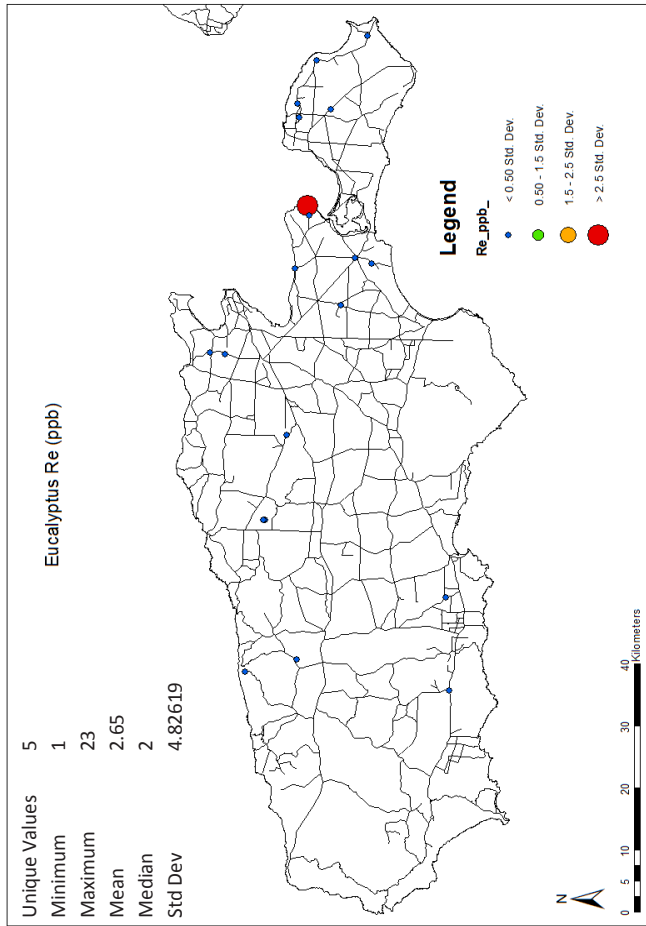 Unique Values 5
Minimum 1
Maximum 23
Mean 2.65
Median 2
Std Dev 4.82619
Eucalyptus Re (ppb)
Legend
Re_ppb_
< 0.50 Std. Dev.
0.50 - 1.5 Std. Dev.
1.5 - 2.5 Std. Dev.
> 2.5 Std. Dev.
N
0 5 10 20 30 40
Kilometers